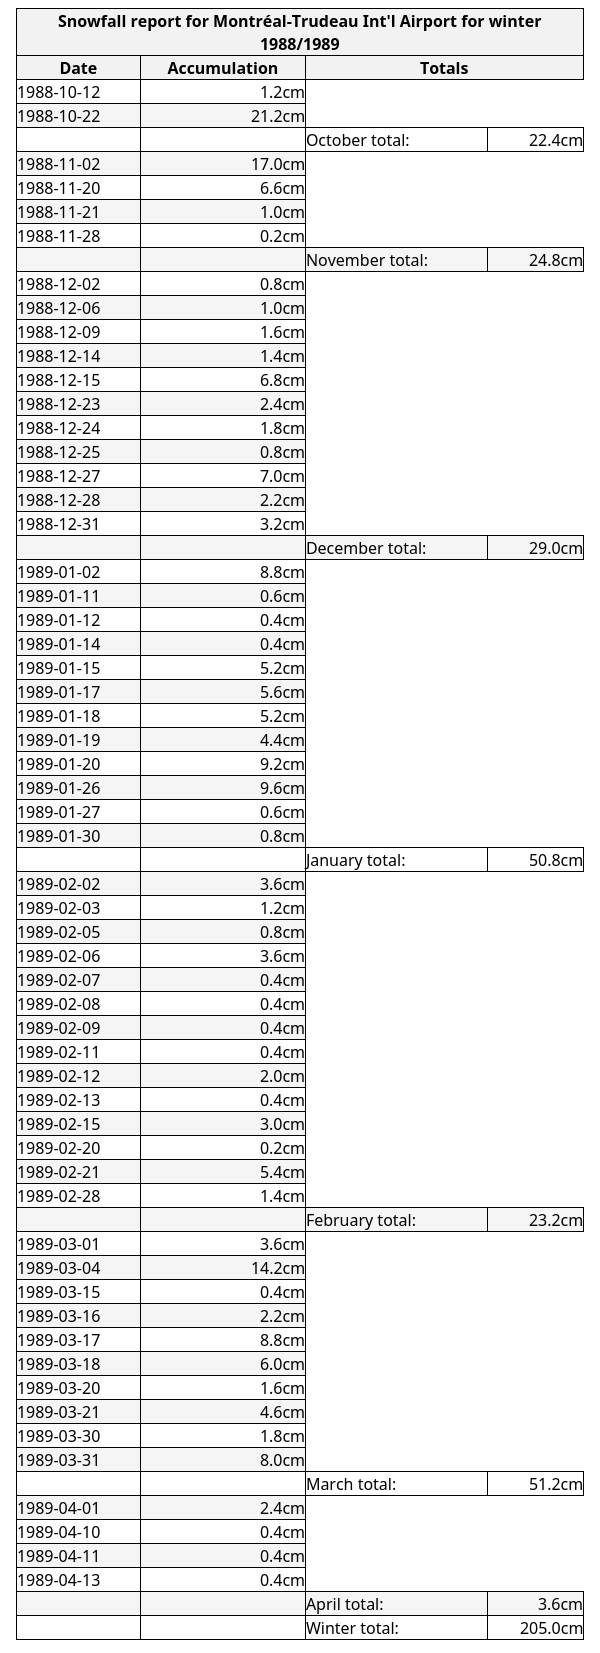 Snowfall report for Montréal-Trudeau Int'l Airport for winter
1988/1989
Date Accumulation Totals
1988-10-12 1.2cm
1988-10-22 21.2cm
October total: 22.4cm
1988-11-02 17.0cm
1988-11-20 6.6cm
1988-11-21 1.0cm
1988-11-28 0.2cm
November total: 24.8cm
1988-12-02 0.8cm
1988-12-06 1.0cm
1988-12-09 1.6cm
1988-12-14 1.4cm
1988-12-15 6.8cm
1988-12-23 2.4cm
1988-12-24 1.8cm
1988-12-25 0.8cm
1988-12-27 7.0cm
1988-12-28 2.2cm
1988-12-31 3.2cm
December total: 29.0cm
1989-01-02 8.8cm
1989-01-11 0.6cm
1989-01-12 0.4cm
1989-01-14 0.4cm
1989-01-15 5.2cm
1989-01-17 5.6cm
1989-01-18 5.2cm
1989-01-19 4.4cm
1989-01-20 9.2cm
1989-01-26 9.6cm
1989-01-27 0.6cm
1989-01-30 0.8cm
January total: 50.8cm
1989-02-02 3.6cm
1989-02-03 1.2cm
1989-02-05 0.8cm
1989-02-06 3.6cm
1989-02-07 0.4cm
1989-02-08 0.4cm
1989-02-09 0.4cm
1989-02-11 0.4cm
1989-02-12 2.0cm
1989-02-13 0.4cm
1989-02-15 3.0cm
1989-02-20 0.2cm
1989-02-21 5.4cm
1989-02-28 1.4cm
February total: 23.2cm
1989-03-01 3.6cm
1989-03-04 14.2cm
1989-03-15 0.4cm
1989-03-16 2.2cm
1989-03-17 8.8cm
1989-03-18 6.0cm
1989-03-20 1.6cm
1989-03-21 4.6cm
1989-03-30 1.8cm
1989-03-31 8.0cm
March total: 51.2cm
1989-04-01 2.4cm
1989-04-10 0.4cm
1989-04-11 0.4cm
1989-04-13 0.4cm
April total: 3.6cm
Winter total: 205.0cm